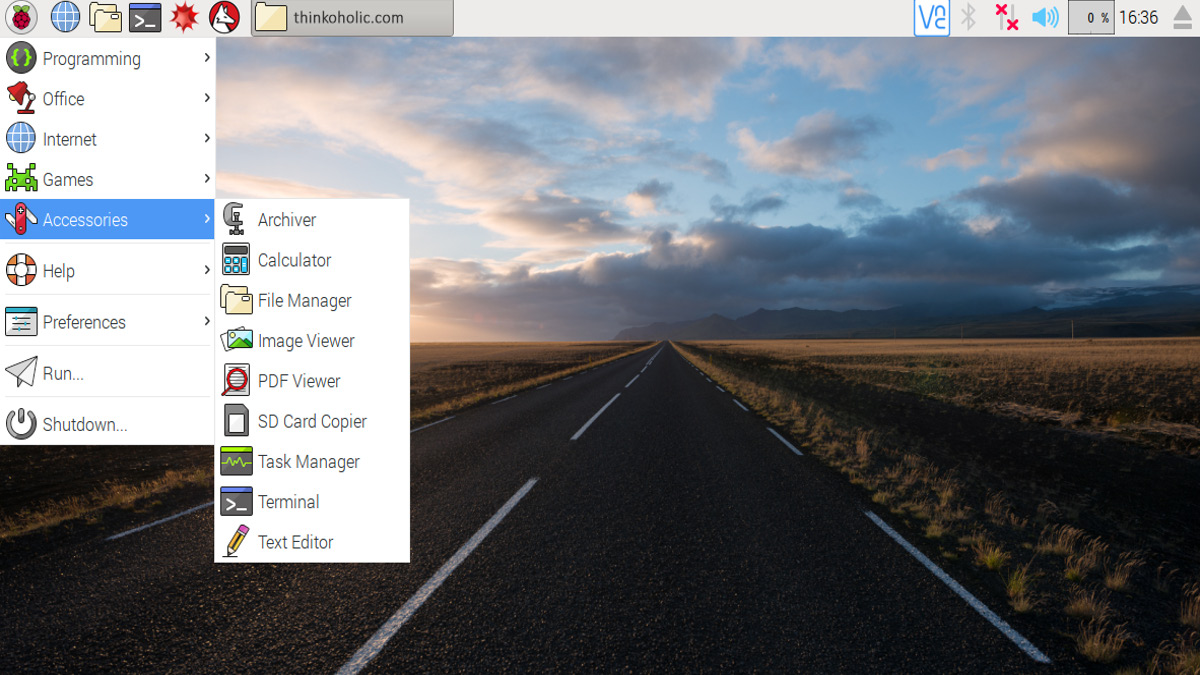 thinkoholic.com
0 %
16:36
Programming
Office
Internet
Games
Accessories
Help
Preferences
Run...
Shutdown...
Archiver
Calculator
File Manager
Image Viewer
PDF Viewer
SD Card Copier
Task Manager
Terminal
Text Editor